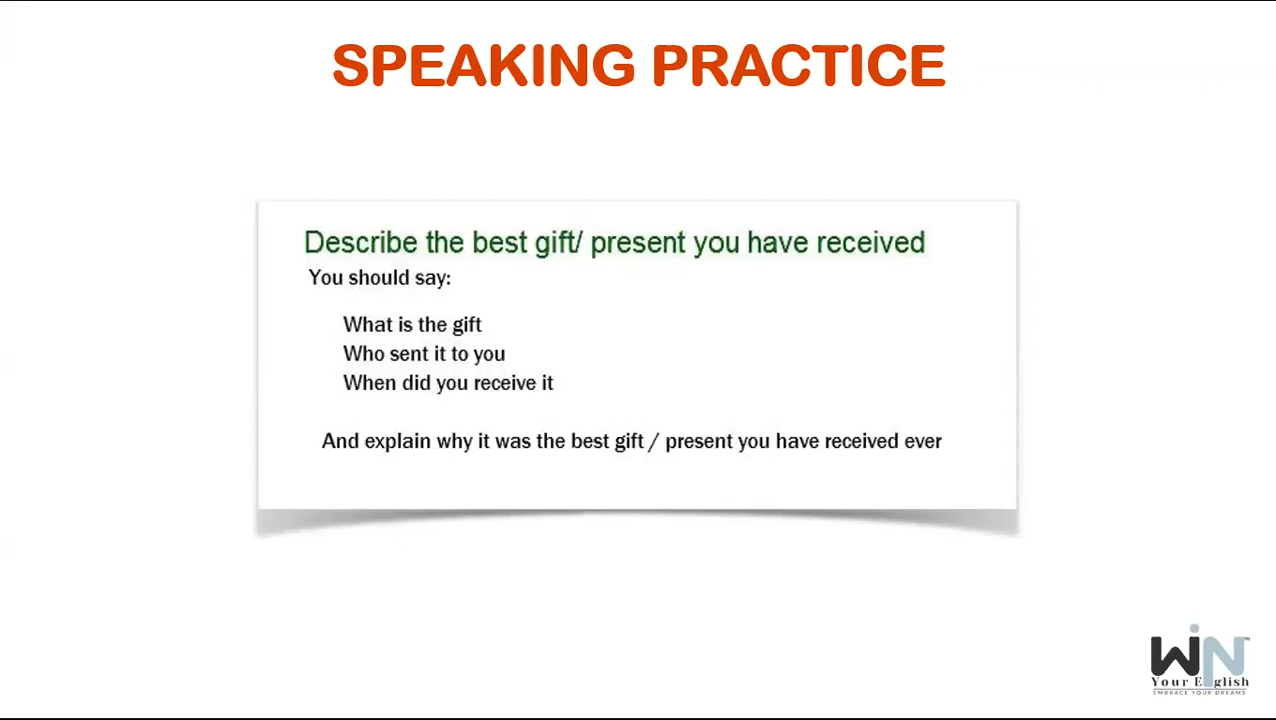 SPEAKING PRACTICE
Describe the best gift/ present you have received
You should say:
What is the gift
Who sent it to you
When did you receive it
And explain why it was the best gift / present you have received ever
WiN™
Your English
EMBRACE YOUR DREAMS